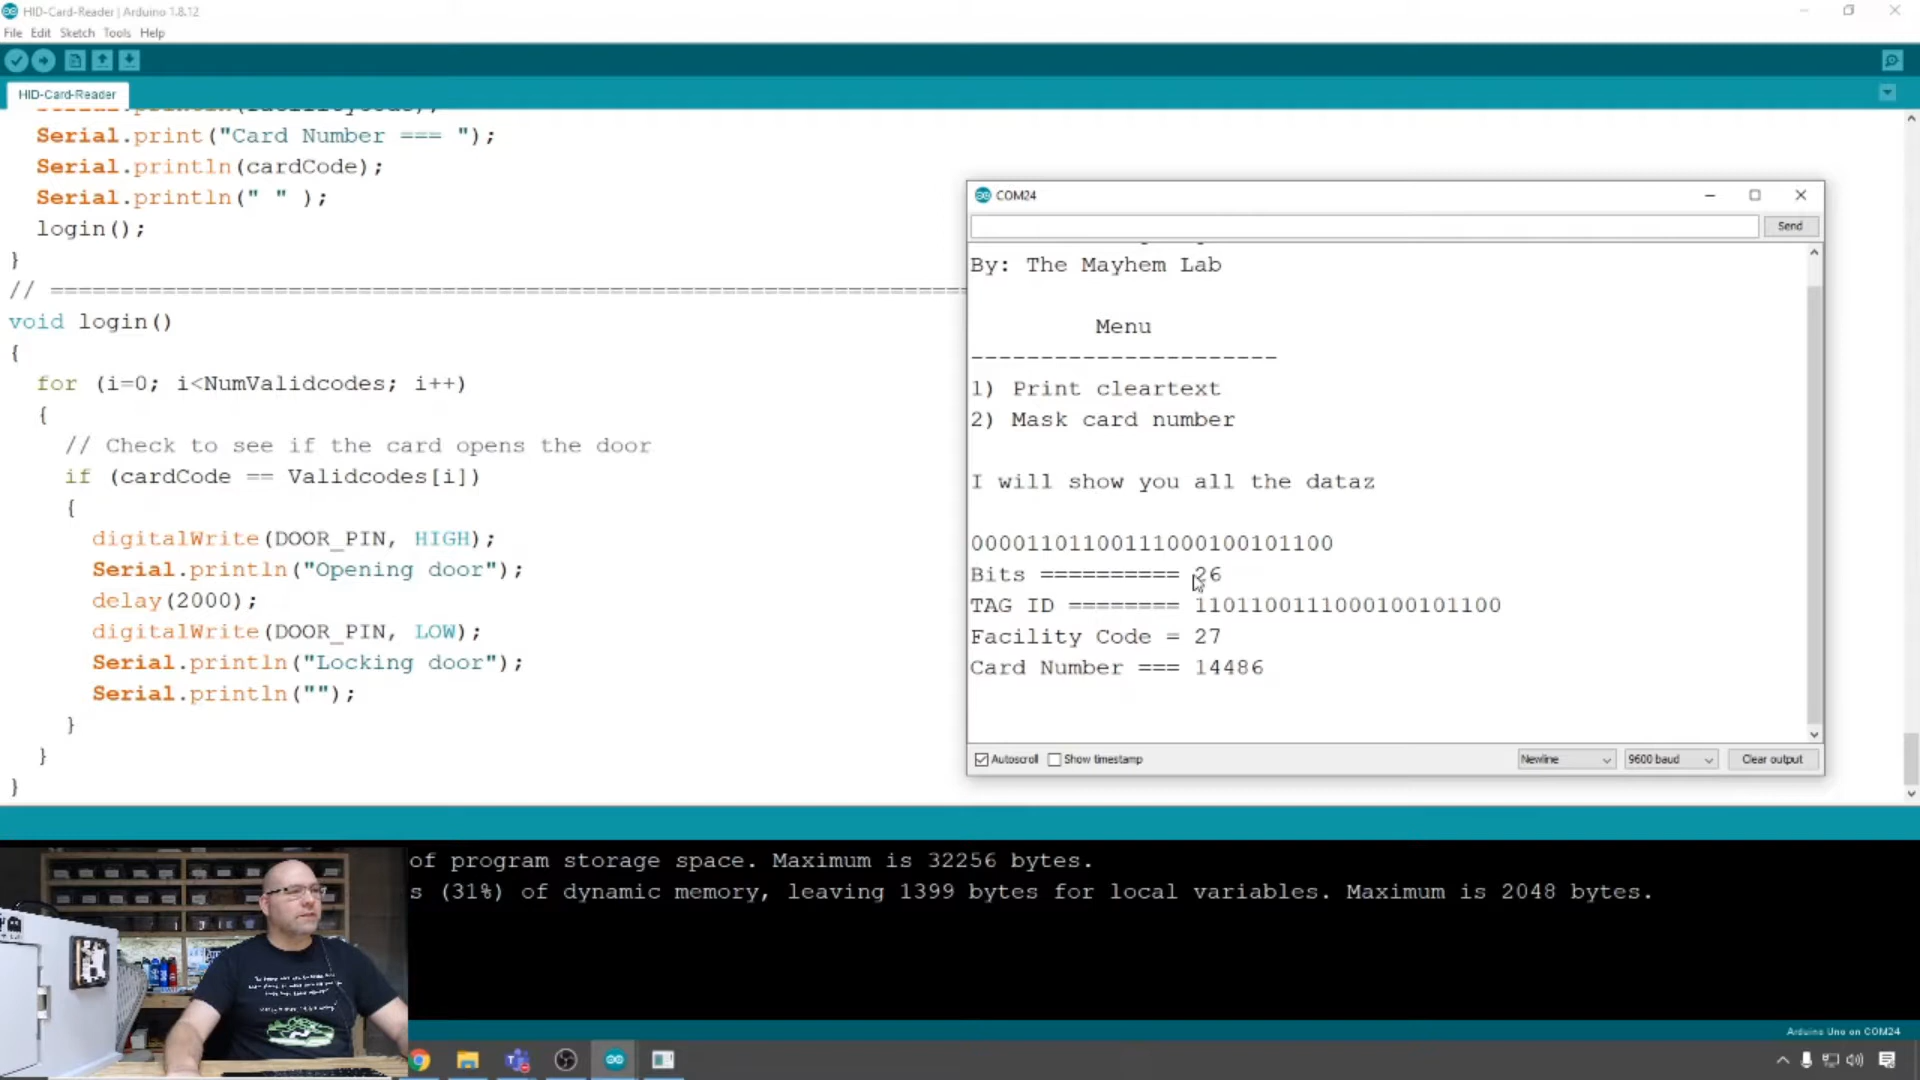 HID-Card-Reader | Arduino 1.8.12
File Edit Sketch Tools Help
HID-Card-Reader
Serial.print("Card Number === ");
Serial.println(cardCode);
Serial.println(" " );
login();
}
// ==================================================================
void login()
{
for (i=0; i<NumValidcodes; i++)
{
// Check to see if the card opens the door
if (cardCode == Validcodes[i])
{
digitalWrite(DOOR_PIN, HIGH);
Serial.println("Opening door");
delay(2000);
digitalWrite(DOOR_PIN, LOW);
Serial.println("Locking door");
Serial.println("");
}
}
}
COM24
Send
By: The Mayhem Lab
Menu
----------------------
1) Print cleartext
2) Mask card number
I will show you all the dataz
00001101100111000100101100
Bits ========== 26
TAG ID ======== 1101100111000100101100
Facility Code = 27
Card Number === 14486
Autoscroll Show timestamp Newline 9600 baud Clear output
of program storage space. Maximum is 32256 bytes.
s (31%) of dynamic memory, leaving 1399 bytes for local variables. Maximum is 2048 bytes.
Arduino Uno on COM24